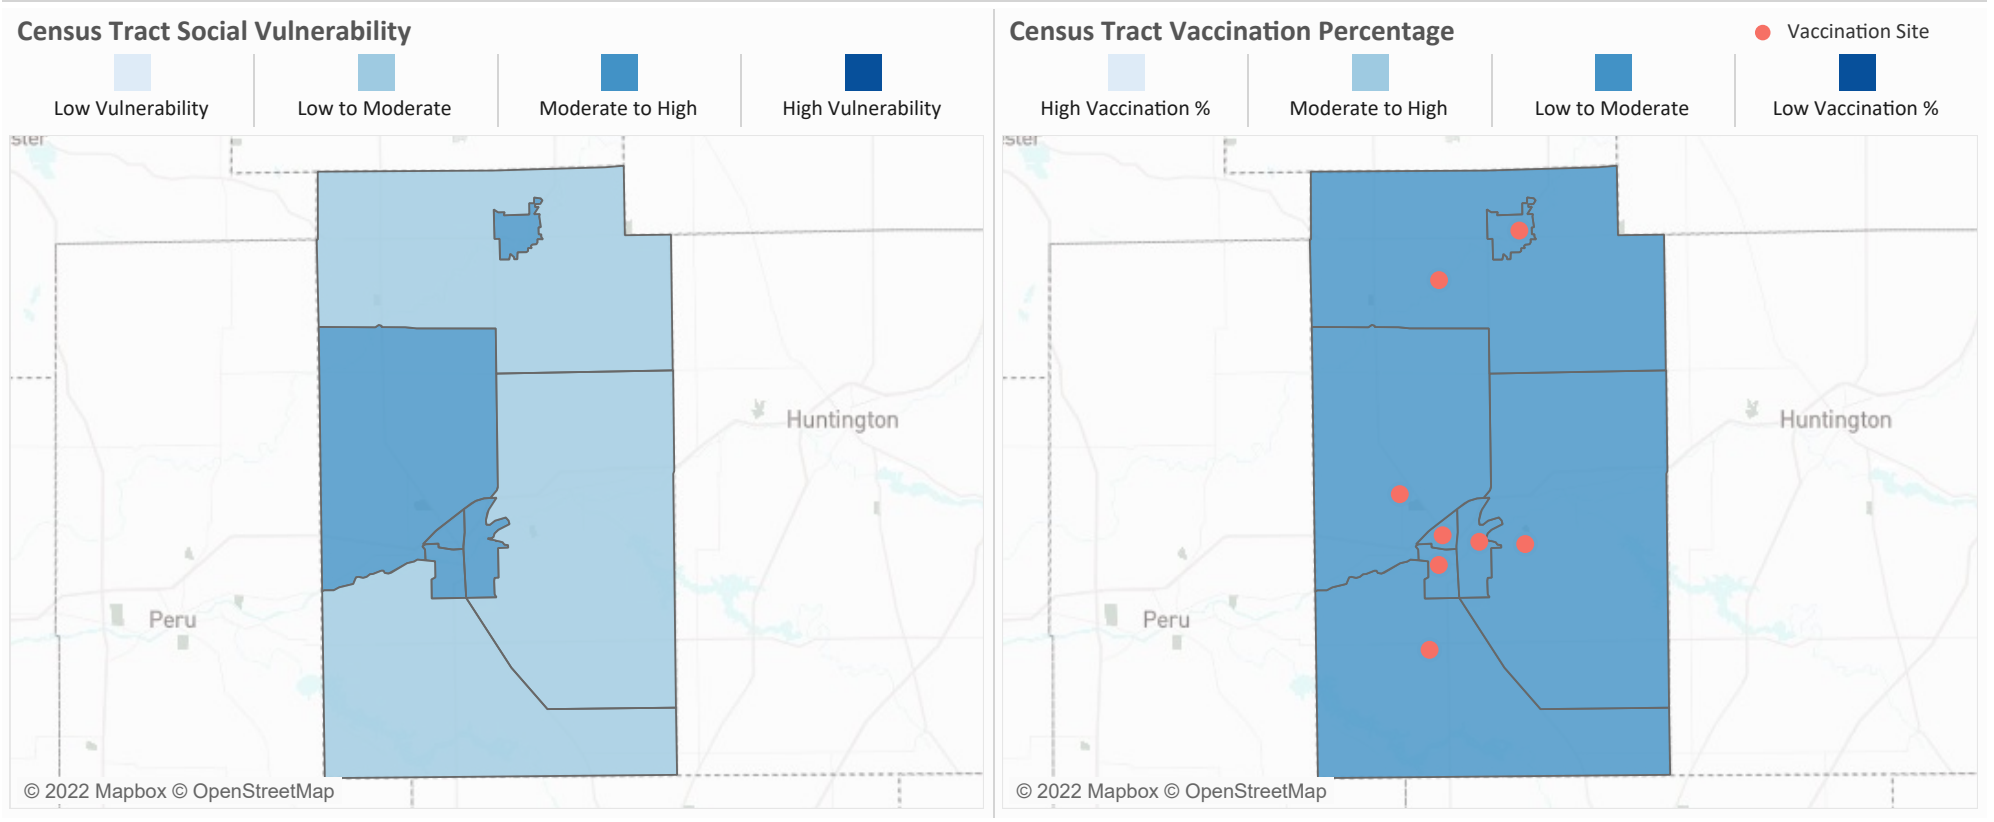 Census Tract Social Vulnerability
Low Vulnerability
Low to Moderate
Moderate to High
High Vulnerability
ster
Huntington
Peru
© 2022 Mapbox © OpenStreetMap
Census Tract Vaccination Percentage
Vaccination Site
High Vaccination %
Moderate to High
Low to Moderate
Low Vaccination %
ster
Huntington
Peru
© 2022 Mapbox © OpenStreetMap